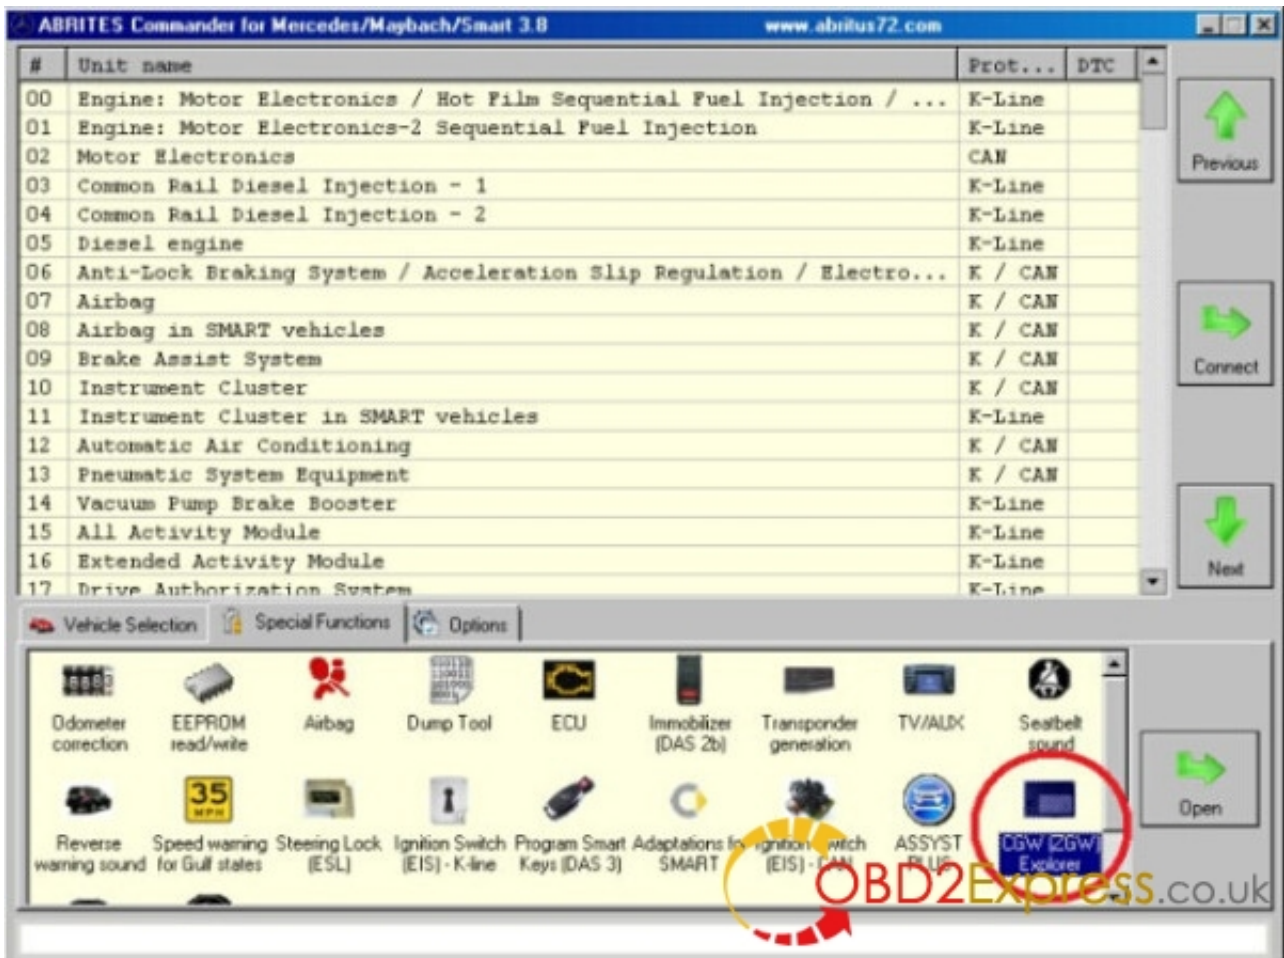 ABRITES Commander for Mercedes/Maybach/Smart 3.8 www.abritus72.com
# Unit name Prot... DTC
00 Engine: Motor Electronics / Hot Film Sequential Fuel Injection / ... K-Line
01 Engine: Motor Electronics-2 Sequential Fuel Injection K-Line
02 Motor Electronics CAN
03 Common Rail Diesel Injection - 1 K-Line
04 Common Rail Diesel Injection - 2 K-Line
05 Diesel engine K-Line
06 Anti-Lock Braking System / Acceleration Slip Regulation / Electro... K / CAN
07 Airbag K / CAN
08 Airbag in SMART vehicles K / CAN
09 Brake Assist System K / CAN
10 Instrument Cluster K / CAN
11 Instrument Cluster in SMART vehicles K-Line
12 Automatic Air Conditioning K / CAN
13 Pneumatic System Equipment K / CAN
14 Vacuum Pump Brake Booster K-Line
15 All Activity Module K-Line
16 Extended Activity Module K-Line
17 Drive Authorization System K-Line
Previous
Connect
Next
Vehicle Selection Special Functions Options
Odometer correction
EEPROM read/write
Airbag
Dump Tool
ECU
Immobilizer (DAS 2b)
Transponder generation
TV/AUX
Seatbelt sound
Reverse warning sound
35 MPH
Speed warning for Gulf states
Steering Lock (ESL)
Ignition Switch (EIS) - K-line
Program Smart Keys (DAS 3)
Adaptations for SMART
Ignition Switch (EIS) - CAN
ASSYST PLUS
CGW (ZGW) Explorer
Open
OBD2Express.co.uk